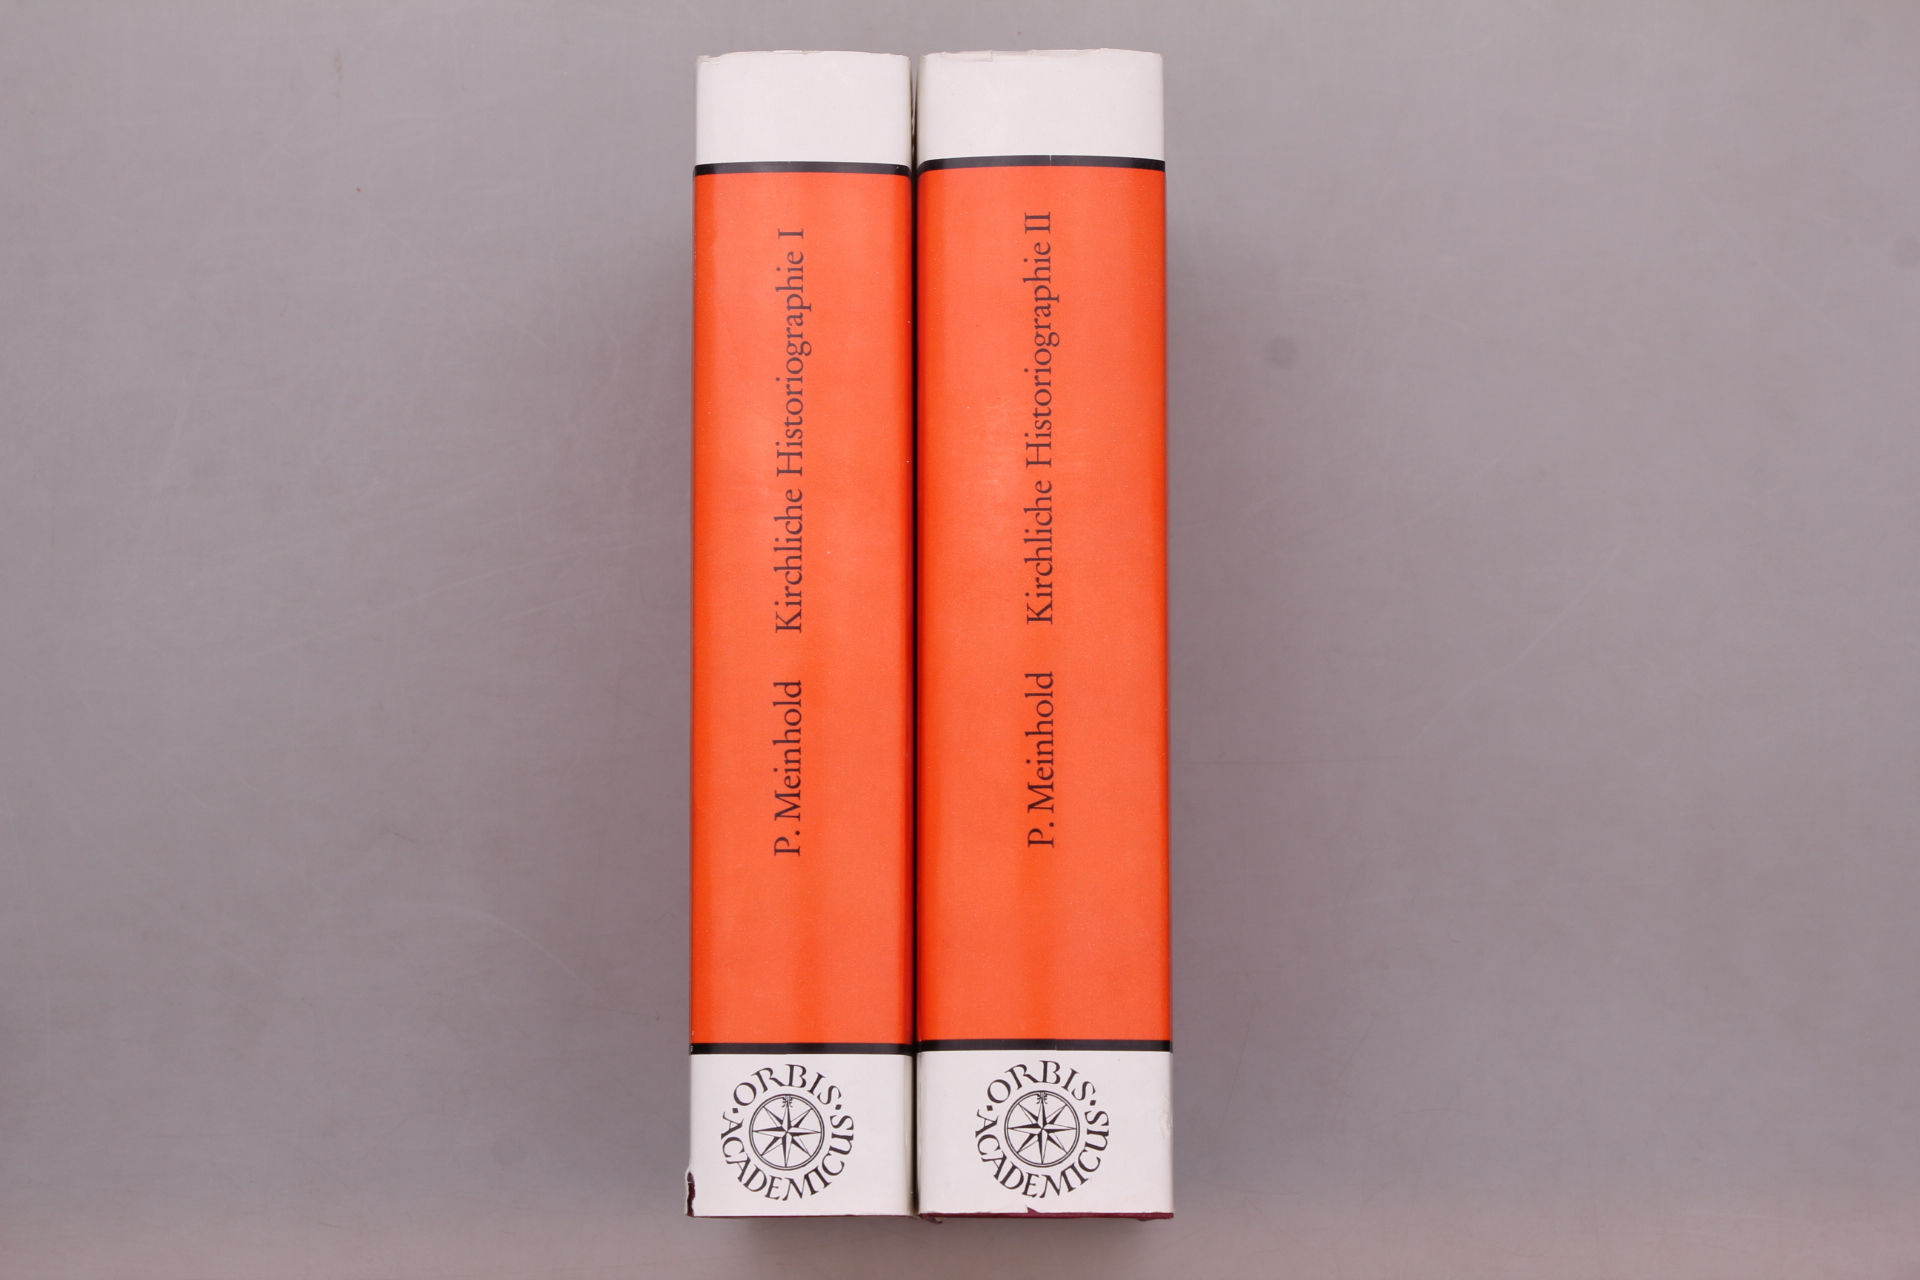 P. Meinhold Kirchliche Historiographie I
·ORBIS·
ACADEMICUS
P. Meinhold Kirchliche Historiographie II
·ORBIS·
ACADEMICUS